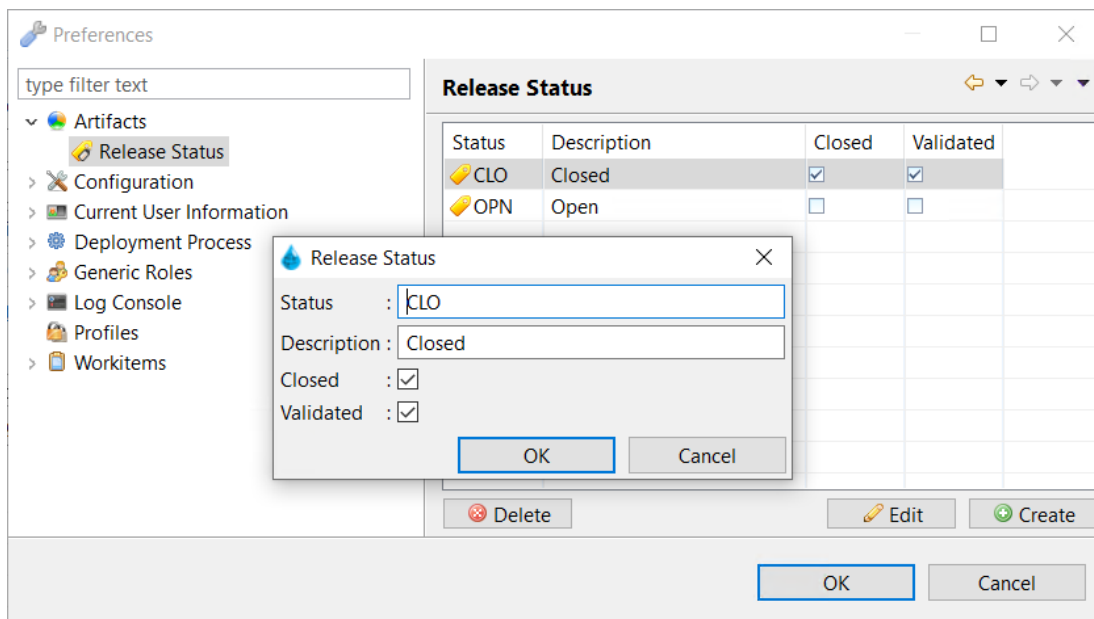 Preferences
type filter text
Artifacts
Release Status
Configuration
Current User Information
Deployment Process
Generic Roles
Log Console
Profiles
Workitems
Release Status
Status Description Closed Validated
CLO Closed
OPN Open
Release Status
Status : CLO
Description : Closed
Closed :
Validated :
OK Cancel
Delete Edit Create
OK Cancel